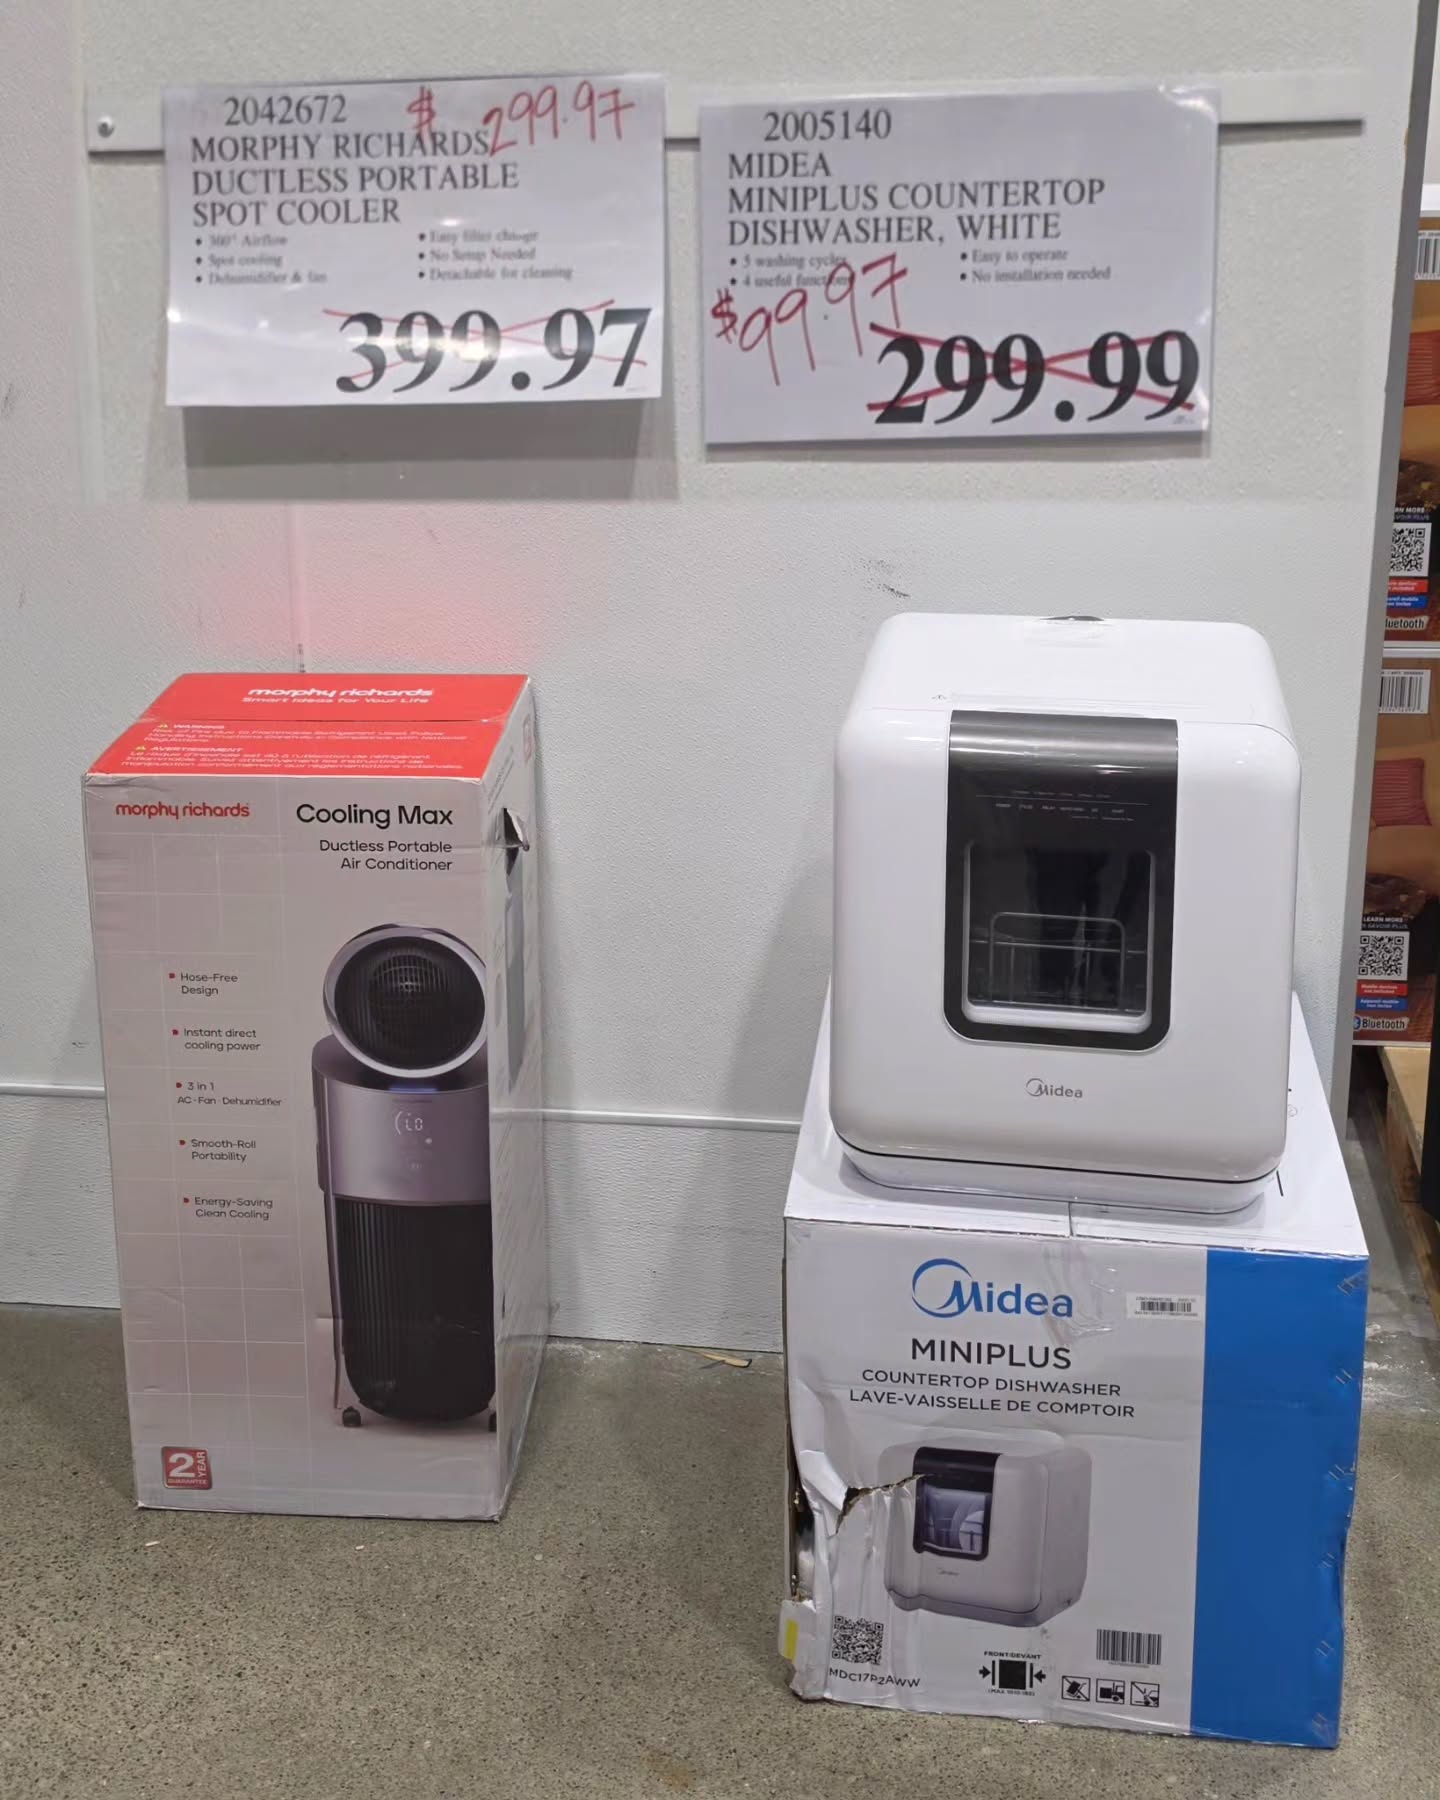 2042672
$ 299.97
MORPHY RICHARDS
DUCTLESS PORTABLE
SPOT COOLER
• 360° Airflow
• Spot cooling
• Dehumidifier & fan
• Easy filter change
• No Setup Needed
• Detachable for cleaning
399.97
2005140
MIDEA
MINIPLUS COUNTERTOP
DISHWASHER, WHITE
• 5 washing cycles
• 4 useful functions
• Easy to operate
• No installation needed
$99.97
299.99
morphy richards
Smart Ideas for Your Life
WARNING
AVERTISSEMENT
morphy richards
Cooling Max
Ductless Portable
Air Conditioner
Hose-Free
Design
Instant direct
cooling power
3 in 1
AC · Fan · Dehumidifier
Smooth-Roll
Portability
Energy-Saving
Clean Cooling
2 YEAR
GUARANTEE
Midea
Midea
MINIPLUS
COUNTERTOP DISHWASHER
LAVE-VAISSELLE DE COMPTOIR
MDC17P2AWW
FRONT/DEVANT
LEARN MORE
Bluetooth